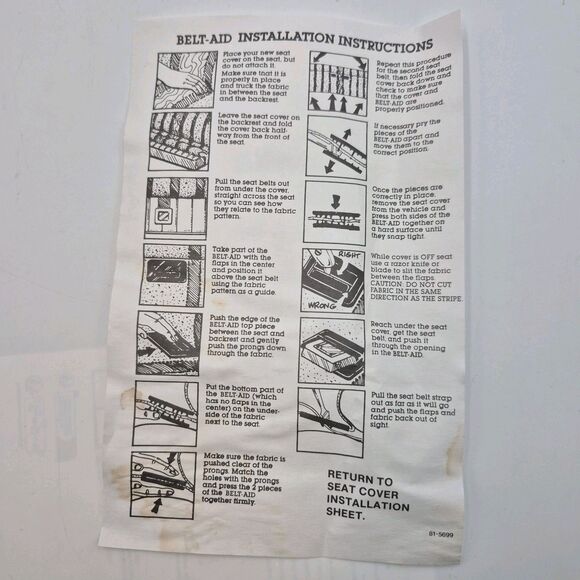 BELT-AID INSTALLATION INSTRUCTIONS
Place your new seat
cover on the seat, but
do not attach it.
Make sure that it is
properly in place
and truck the fabric
in between the seat
and the backrest.
Leave the seat cover on
the backrest and fold
the cover back half-
way from the front of
the seat
Pull the seat belts out
from under the cover,
straight across the seat
so you can see how
they relate to the fabric
pattern.
Take part of the
BELT-AID with the
flaps in the center
and position it
above the seat belt
using the fabric
pattern as a guide.
Push the edge of the
BELT-AID top piece
between the seat and
backrest and gently
push the prongs down
through the fabric.
Put the bottom part of
the BELT-AID (which
has no flaps in the
center) on the under-
side of the fabric
next to the seat.
Make sure the fabric is
pushed clear of the
prongs. Match the
holes with the prongs
and press the 2 pieces
of the BELT-AID
together firmly.
Repeat this procedure
for the second seat
belt, then fold the seat
cover back down and
check to make sure
that the cover and
BELT-AID are
properly positioned.
If necessary pry the
pieces of the
BELT-AID apart and
move them to the
correct position.
Once the pieces are
correctly in place,
remove the seat cover
from the vehicle and
press both sides of the
BELT-AID together on
a hard surface until
they snap tight.
RIGHT
WRONG
While cover is OFF seat
use a razor knife or
blade to slit the fabric
between the flaps.
CAUTION: DO NOT CUT
FABRIC IN THE SAME
DIRECTION AS THE STRIPE.
Reach under the seat
cover, get the seat
belt, and push it
through the opening
in the BELT-AID.
Pull the seat belt strap
out as far as it will go
and push the flaps and
fabric back out of
sight.
RETURN TO
SEAT COVER
INSTALLATION
SHEET.
81-5699